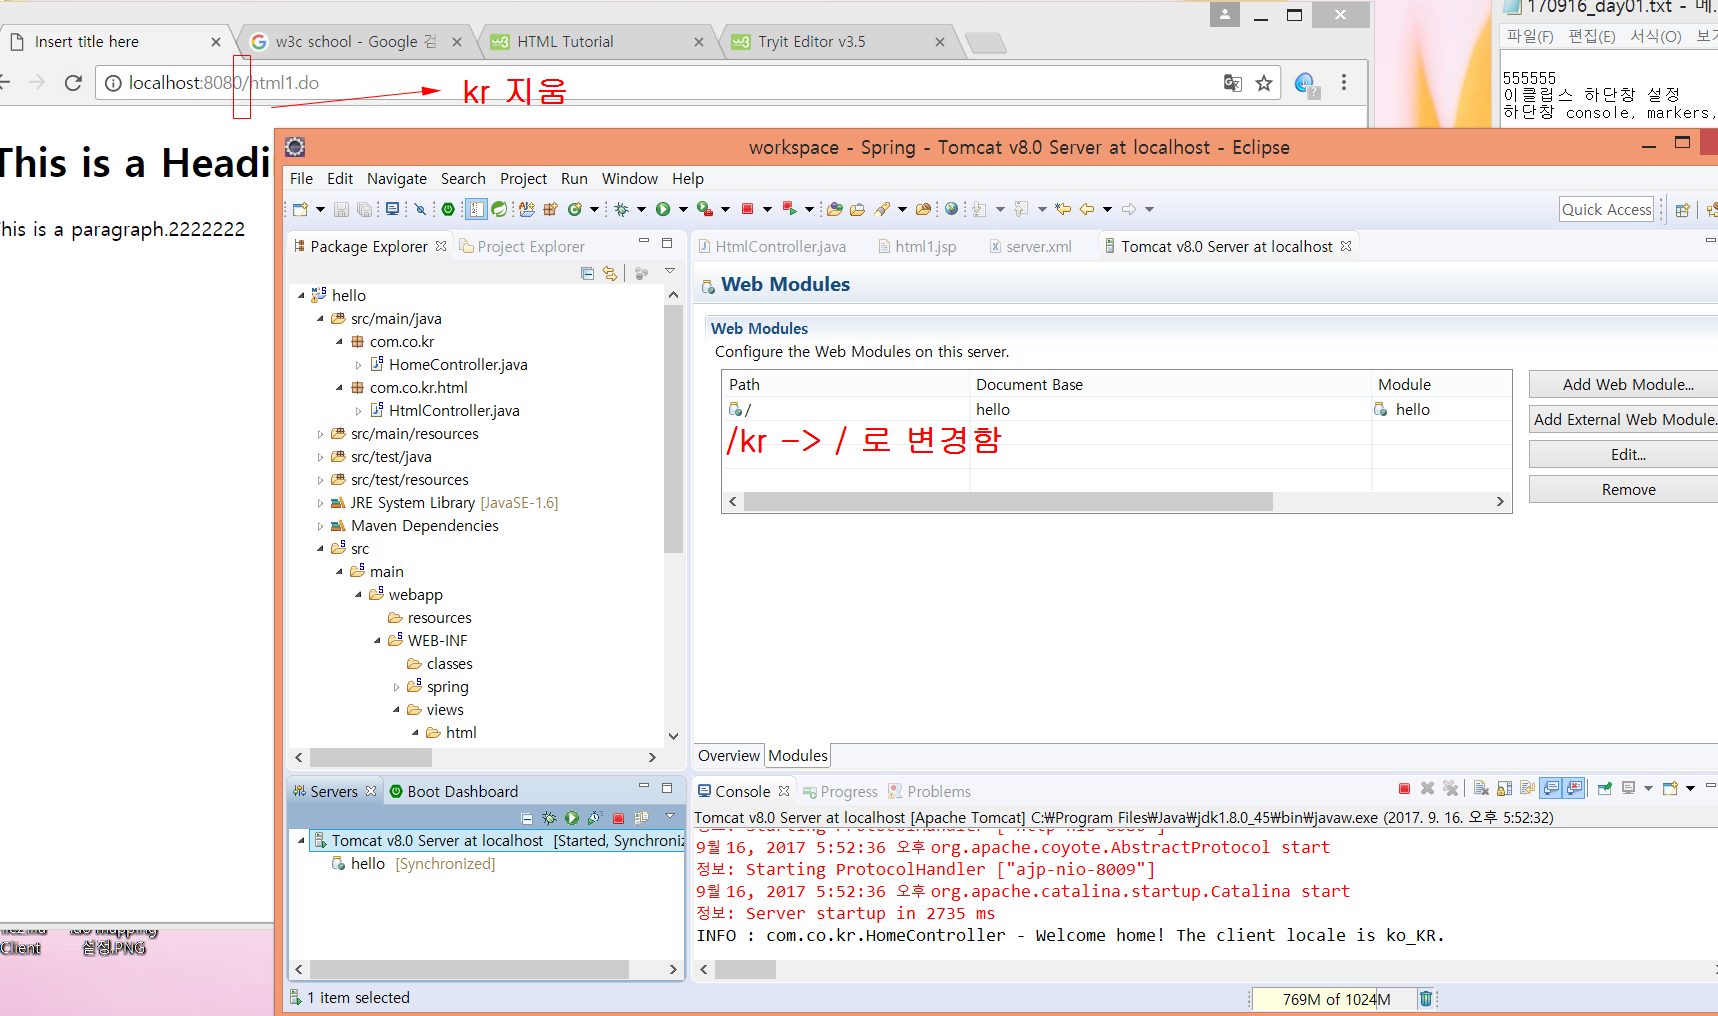 170916_day01.txt - 메
Insert title here
w3c school - Google 검
HTML Tutorial
Tryit Editor v3.5
파일(F) 편집(E) 서식(O) 보기
localhost:8080/html1.do
kr 지움
555555
이클립스 하단창 설정
하단창 console, markers,
This is a Headi
his is a paragraph.2222222
workspace - Spring - Tomcat v8.0 Server at localhost - Eclipse
File Edit Navigate Search Project Run Window Help
Quick Access
Package Explorer
Project Explorer
hello
src/main/java
com.co.kr
HomeController.java
com.co.kr.html
HtmlController.java
src/main/resources
src/test/java
src/test/resources
JRE System Library [JavaSE-1.6]
Maven Dependencies
src
main
webapp
resources
WEB-INF
classes
spring
views
html
HtmlController.java
html1.jsp
server.xml
Tomcat v8.0 Server at localhost
Web Modules
Web Modules
Configure the Web Modules on this server.
Path Document Base Module
/ hello hello
/kr -> / 로 변경함
Add Web Module...
Add External Web Module.
Edit...
Remove
Overview Modules
Servers
Boot Dashboard
Tomcat v8.0 Server at localhost [Started, Synchroniz
hello [Synchronized]
Console
Progress
Problems
Tomcat v8.0 Server at localhost [Apache Tomcat] C:₩Program Files₩Java₩jdk1.8.0_45₩bin₩javaw.exe (2017. 9. 16. 오후 5:52:32)
정보: Starting ProtocolHandler ["http-nio-8080"]
9월 16, 2017 5:52:36 오후 org.apache.coyote.AbstractProtocol start
정보: Starting ProtocolHandler ["ajp-nio-8009"]
9월 16, 2017 5:52:36 오후 org.apache.catalina.startup.Catalina start
정보: Server startup in 2735 ms
INFO : com.co.kr.HomeController - Welcome home! The client locale is ko_KR.
Client
mapping
설정.PNG
1 item selected
769M of 1024M